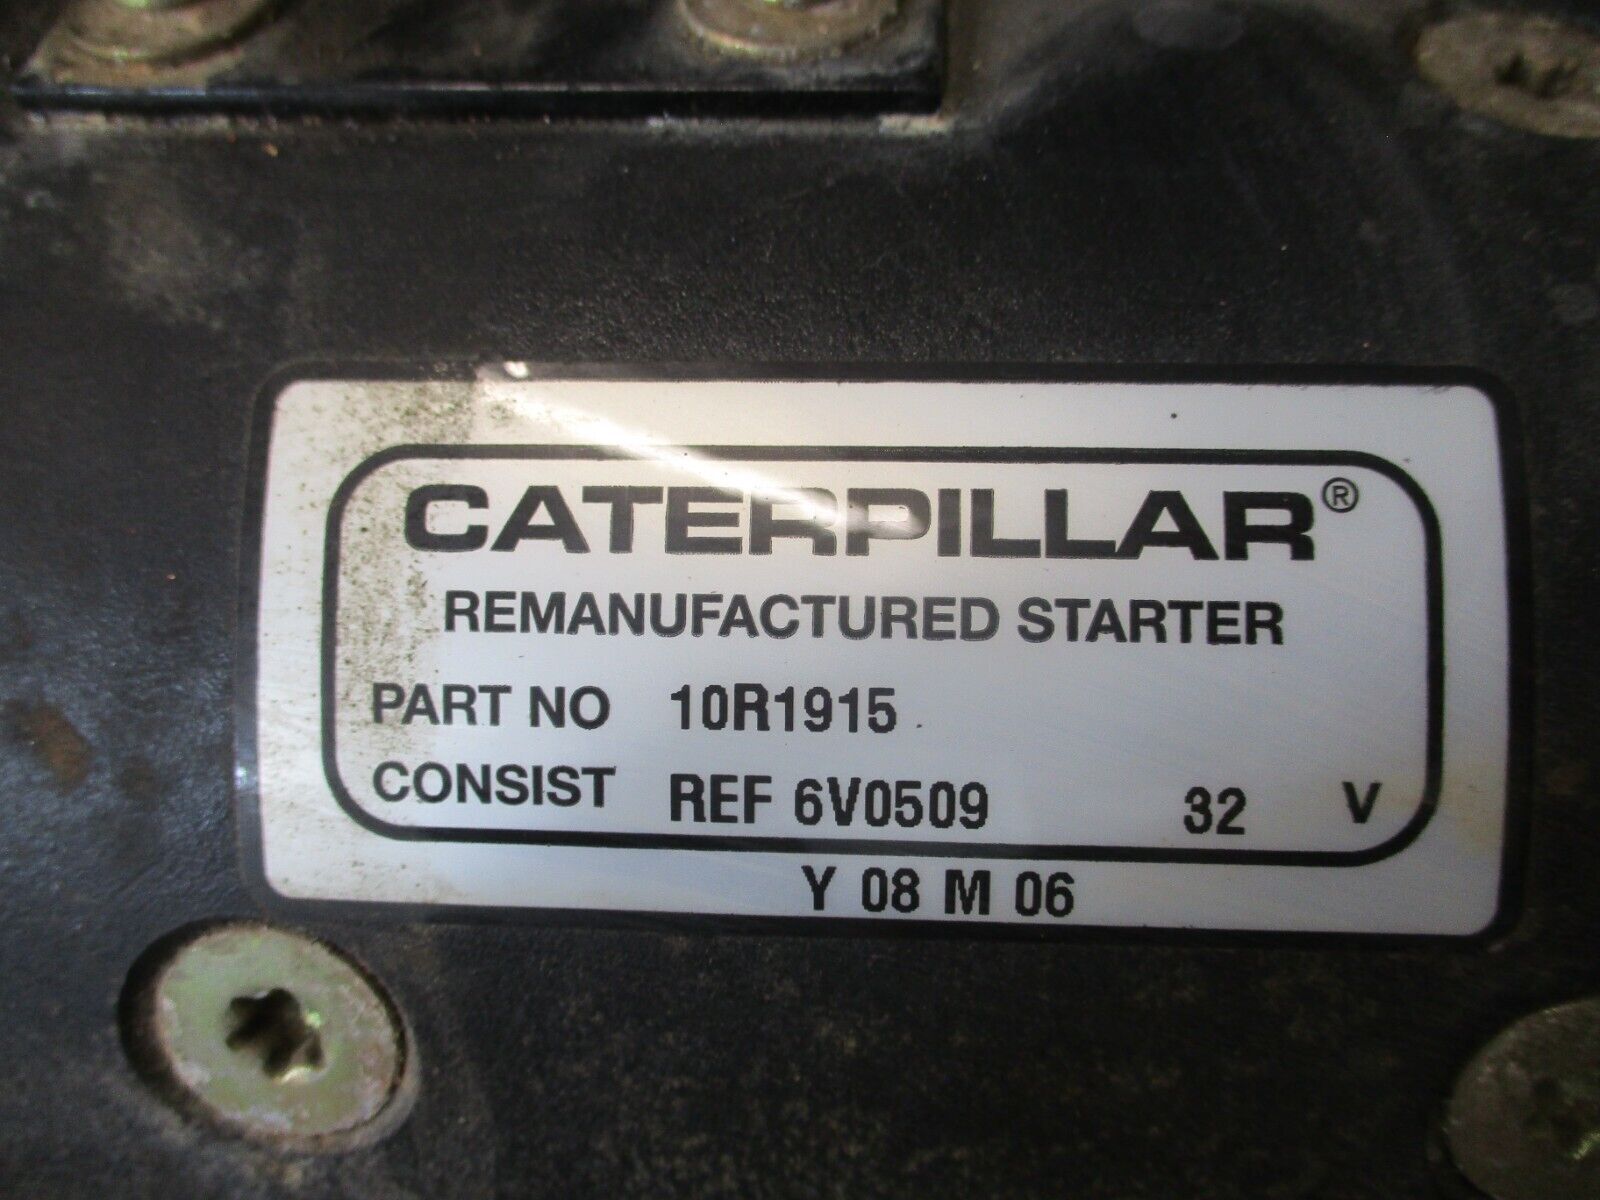 CATERPILLAR®
REMANUFACTURED STARTER
PART NO 10R1915
CONSIST REF 6V0509 32 V
Y 08 M 06